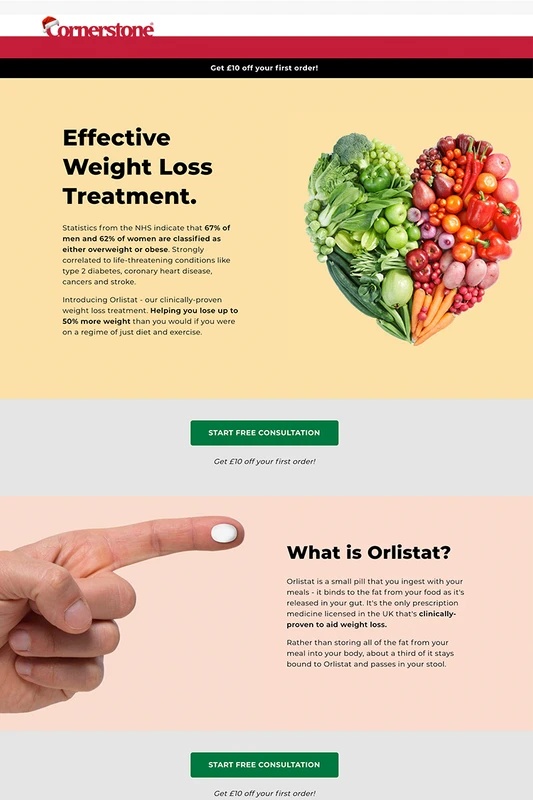 Cornerstone
Get £10 off your first order!
Effective
Weight Loss
Treatment.
Statistics from the NHS indicate that 67% of
men and 62% of women are classified as
either overweight or obese. Strongly
correlated to life-threatening conditions like
type 2 diabetes, coronary heart disease,
cancers and stroke.
Introducing Orlistat - our clinically-proven
weight loss treatment. Helping you lose up to
50% more weight than you would if you were
on a regime of just diet and exercise.
START FREE CONSULTATION
Get £10 off your first order!
What is Orlistat?
Orlistat is a small pill that you ingest with your
meals - it binds to the fat from your food as it's
released in your gut. It's the only prescription
medicine licensed in the UK that's clinically-
proven to aid weight loss.
Rather than storing all of the fat from your
meal into your body, about a third of it stays
bound to Orlistat and passes in your stool.
START FREE CONSULTATION
Get £10 off your first order!